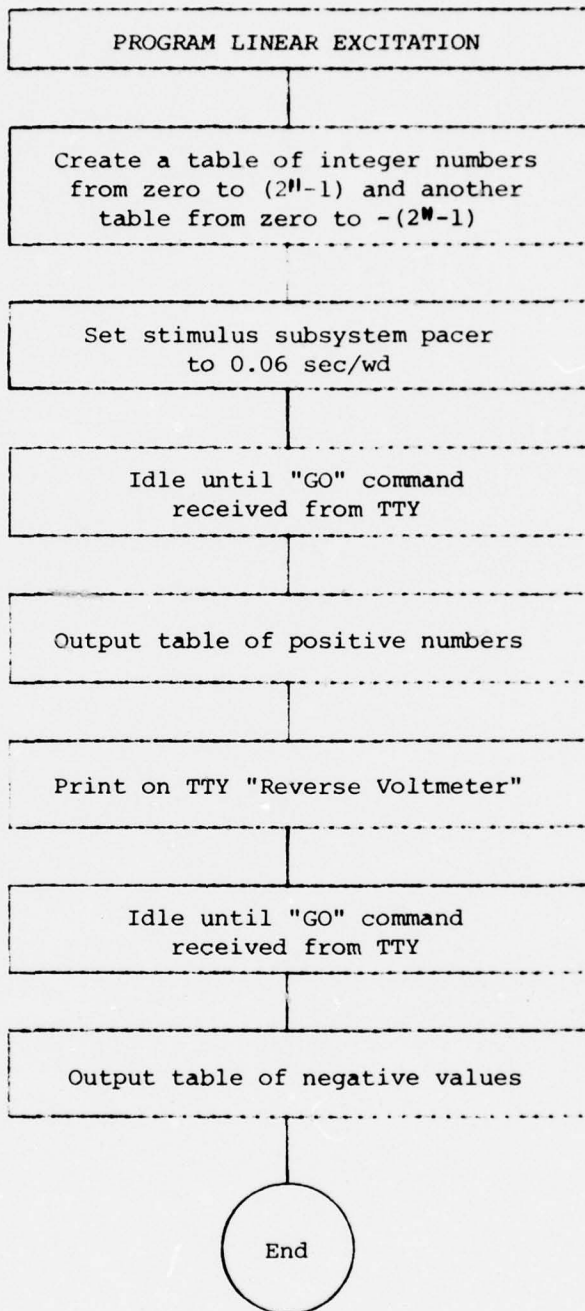 PROGRAM LINEAR EXCITATION
Create a table of integer numbers
from zero to (2ᴺ-1) and another
table from zero to -(2ᴺ-1)
Set stimulus subsystem pacer
to 0.06 sec/wd
Idle until "GO" command
received from TTY
Output table of positive numbers
Print on TTY "Reverse Voltmeter"
Idle until "GO" command
received from TTY
Output table of negative values
End